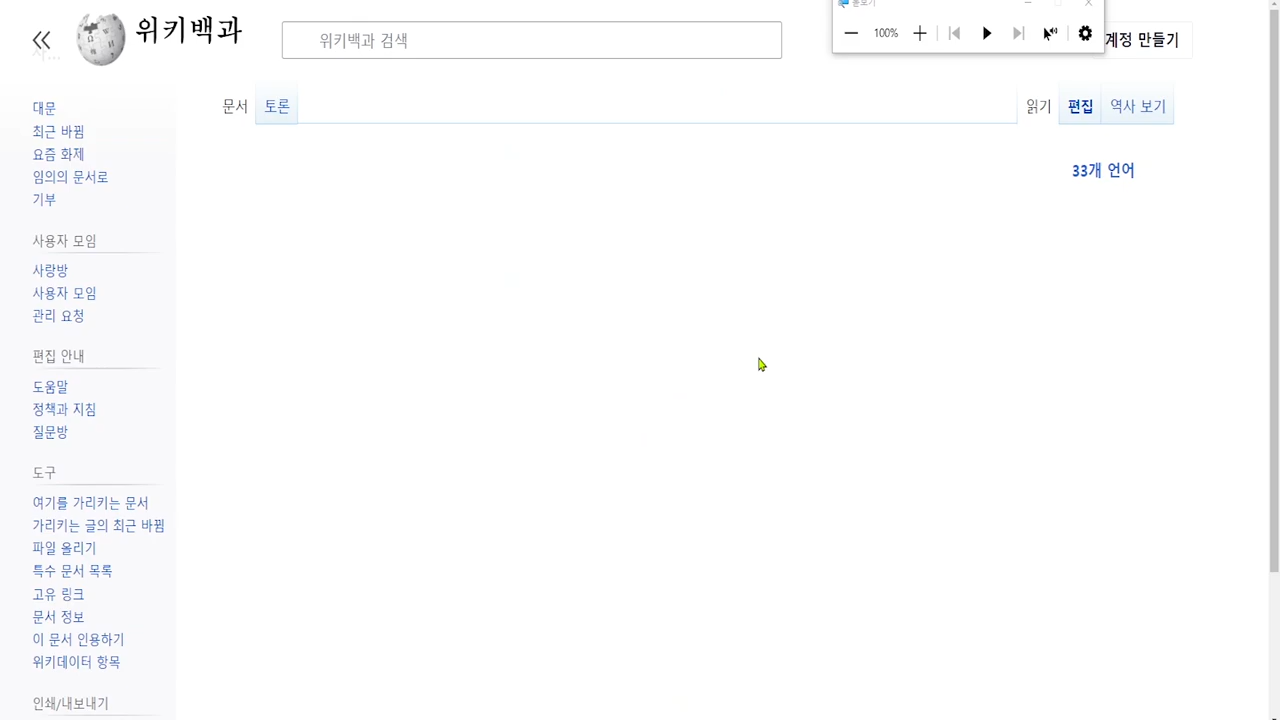 돋보기
위키백과
위키백과 검색
100%
계정 만들기
대문
최근 바뀜
요즘 화제
임의의 문서로
기부
사용자 모임
사랑방
사용자 모임
관리 요청
편집 안내
도움말
정책과 지침
질문방
도구
여기를 가리키는 문서
가리키는 글의 최근 바뀜
파일 올리기
특수 문서 목록
고유 링크
문서 정보
이 문서 인용하기
위키데이터 항목
인쇄/내보내기
문서 토론 읽기 편집 역사 보기
33개 언어